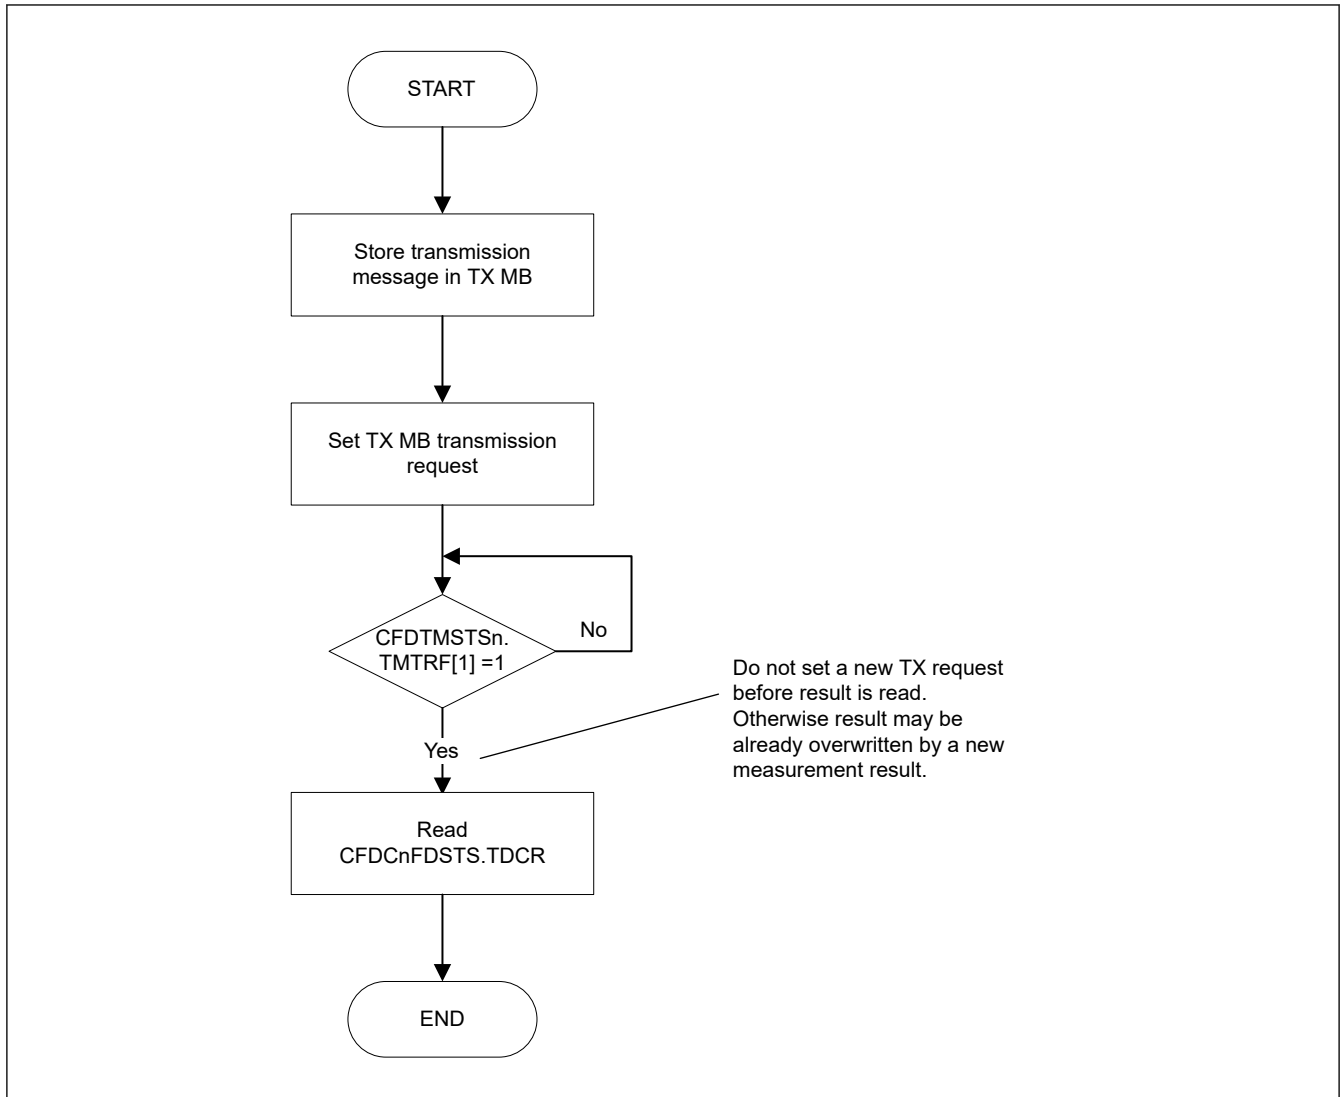 START
Store transmission
message in TX MB
Set TX MB transmission
request
CFDTMSTSn.
TMTRF[1] =1
No
Do not set a new TX request
before result is read.
Otherwise result may be
already overwritten by a new
measurement result.
Yes
Read
CFDCnFDSTS.TDCR
END